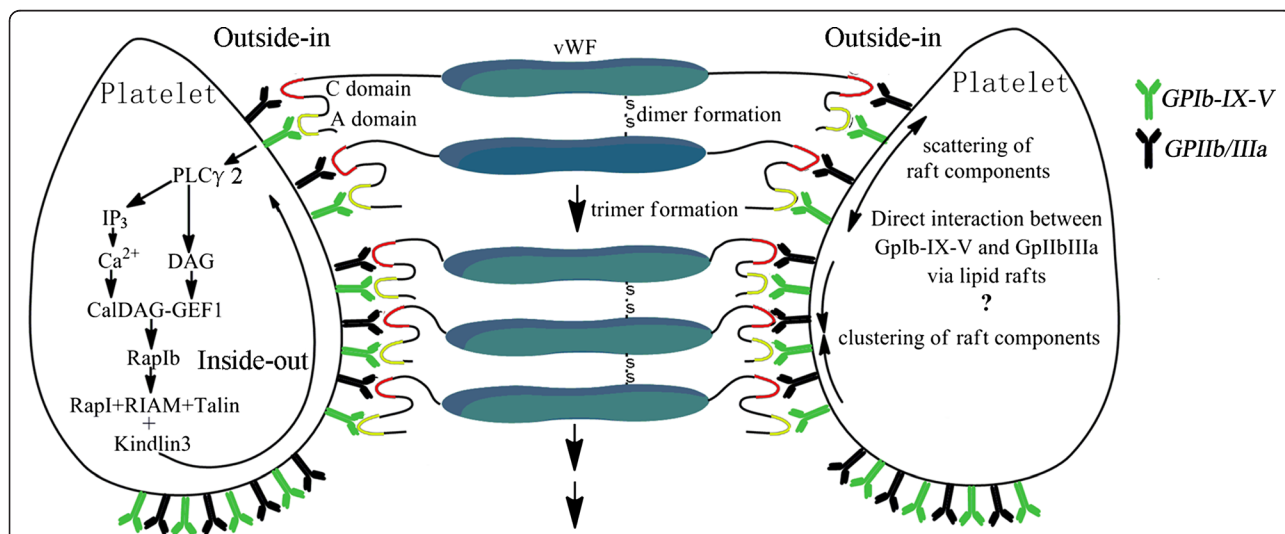 Outside-in
vWF
Outside-in
Platelet
C domain
A domain
S
S
dimer formation
Platelet
GPIb-IX-V
GPIIb/IIIa
PLCγ 2
IP3
Ca2+
DAG
CalDAG-GEF1
RapIb
Inside-out
RapI+RIAM+Talin
+
Kindlin3
trimer formation
S
S
S
S
scattering of
raft components
Direct interaction between
GpIb-IX-V and GpIIbIIIa
via lipid rafts
?
clustering of raft components